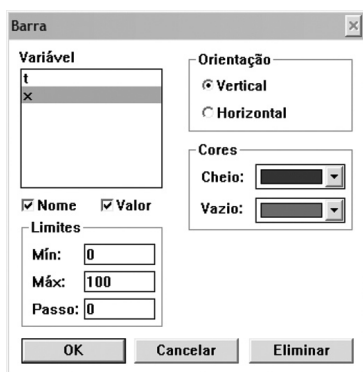 Barra
Variável
t
x
Nome
Valor
Limites
Mín: 0
Máx: 100
Passo: 0
Orientação
Vertical
Horizontal
Cores
Cheio:
Vazio:
OK
Cancelar
Eliminar